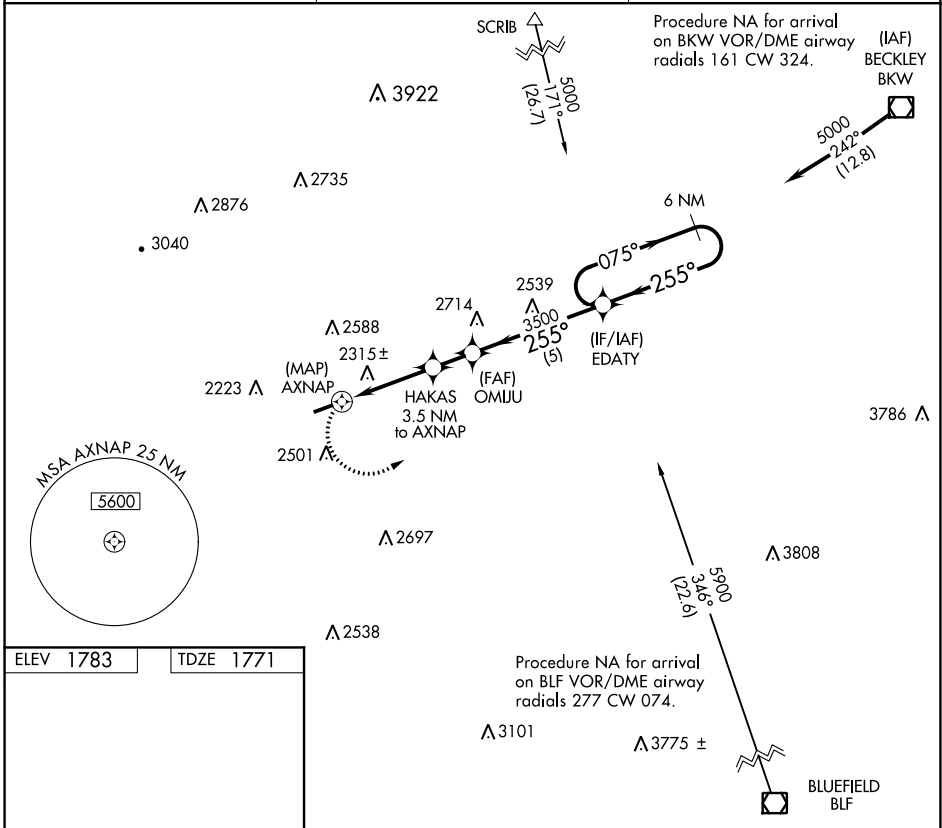 SCRIB
5000
171°
(26.7)
Procedure NA for arrival
on BKW VOR/DME airway
radials 161 CW 324.
(IAF)
BECKLEY
BKW
5000
242°
(12.8)
3922
2735
2876
3040
6 NM
075°
255°
2539
2714
3500
255°
(5)
(IF/IAF)
EDATY
2588
2315 ±
(MAP)
AXNAP
2223
HAKAS
3.5 NM
to AXNAP
(FAF)
OMIJU
3786
2501
MSA AXNAP 25 NM
5600
2697
3808
5900
346°
(22.6)
2538
ELEV 1783
TDZE 1771
Procedure NA for arrival
on BLF VOR/DME airway
radials 277 CW 074.
3101
3775 ±
BLUEFIELD
BLF